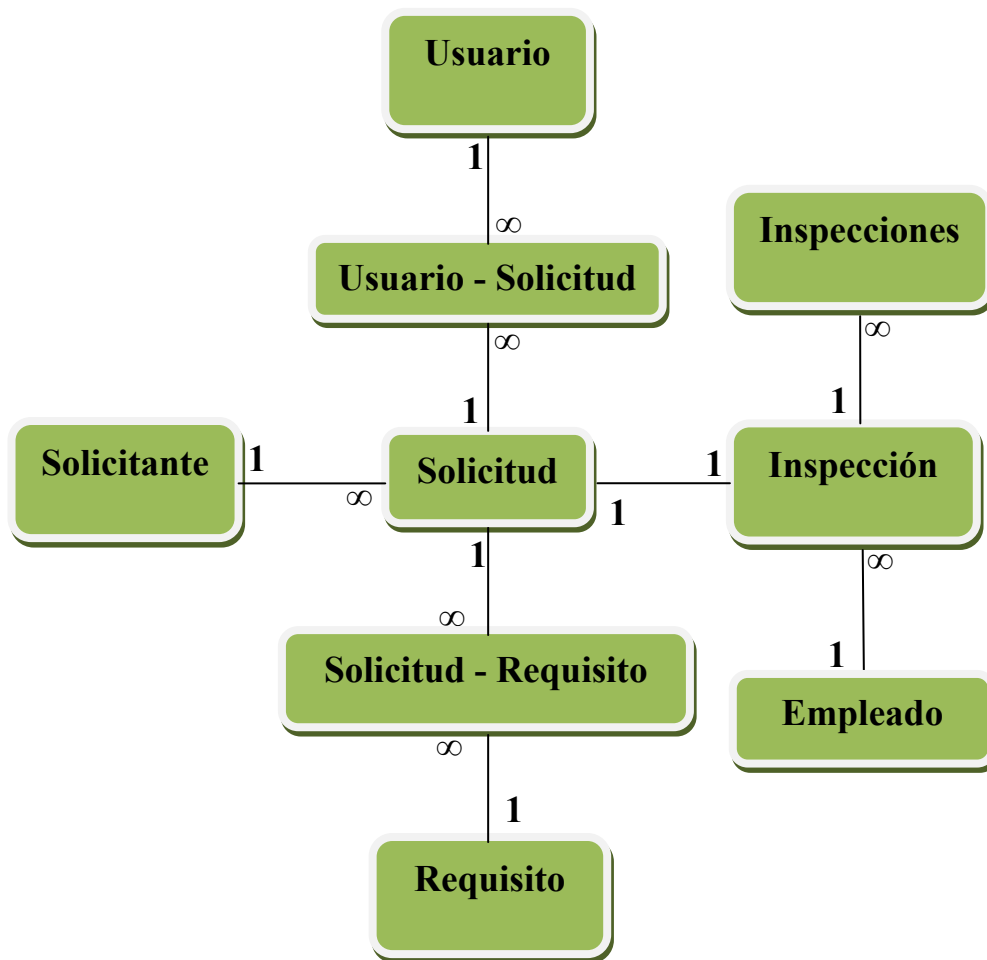 Usuario
1
∞
Inspecciones
Usuario - Solicitud
∞
∞
1
1
Solicitante
1
∞
Solicitud
1
1
Inspección
1
∞
∞
Solicitud - Requisito
1
Empleado
∞
1
Requisito